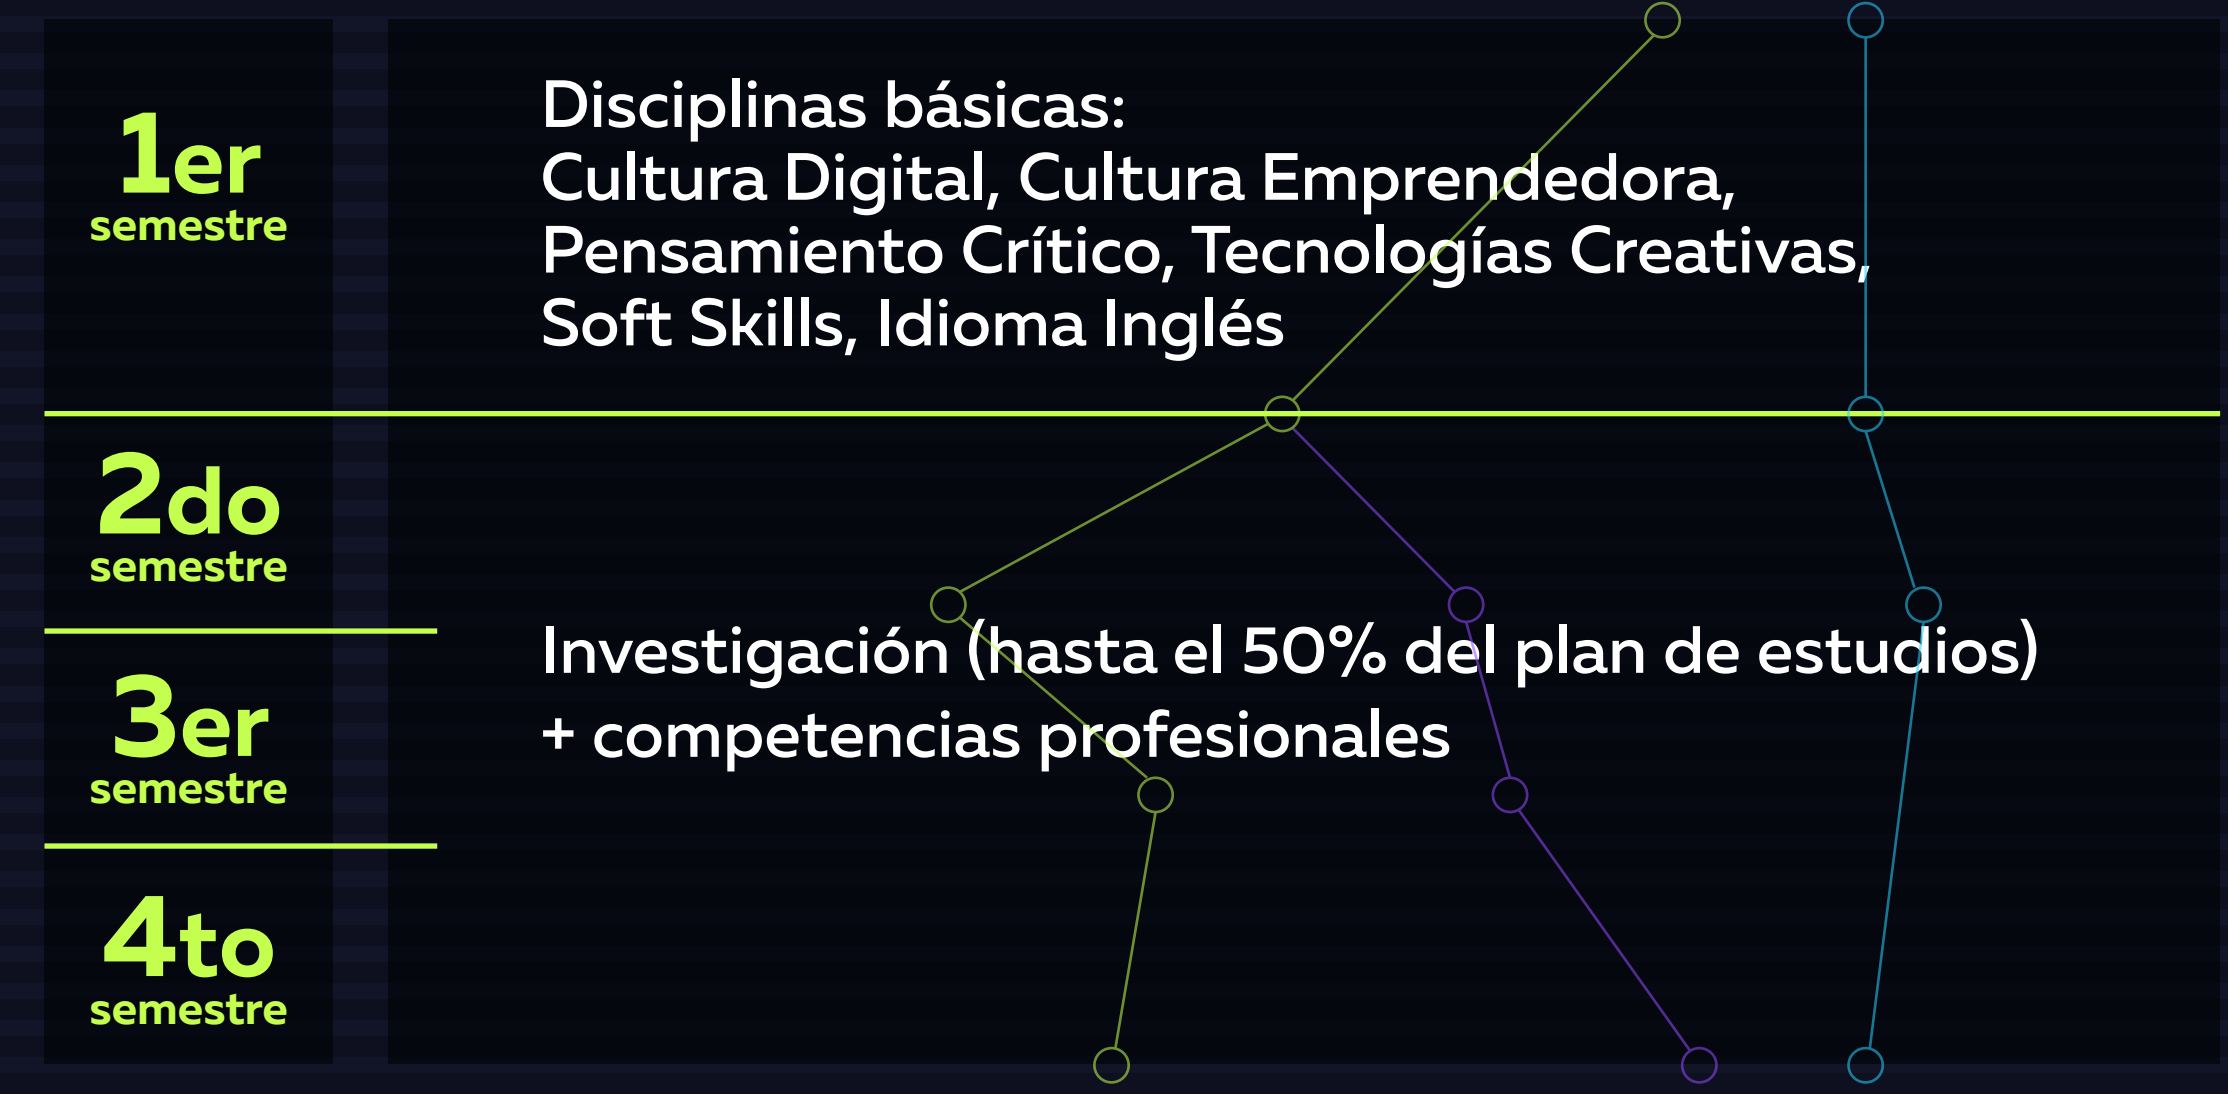 1er
semestre
Disciplinas básicas:
Cultura Digital, Cultura Emprendedora,
Pensamiento Crítico, Tecnologías Creativas,
Soft Skills, Idioma Inglés
2do
semestre
Investigación (hasta el 50% del plan de estudios)
+ competencias profesionales
3er
semestre
4to
semestre